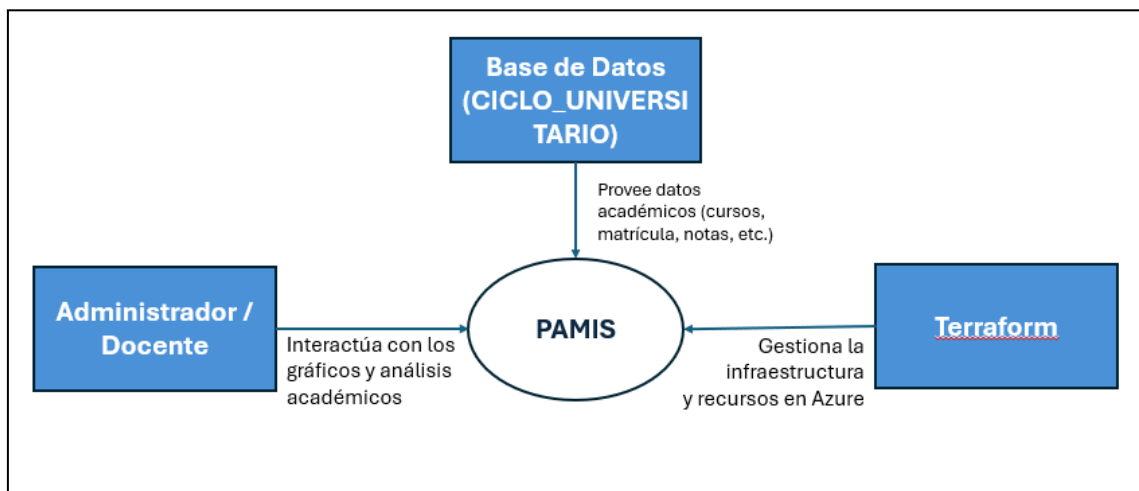 Base de Datos
(CICLO_UNIVERSI
TARIO)
Provee datos
académicos (cursos,
matrícula, notas, etc.)
Administrador /
Docente
Interactúa con los
gráficos y análisis
académicos
PAMIS
Terraform
Gestiona la
infraestructura
y recursos en Azure